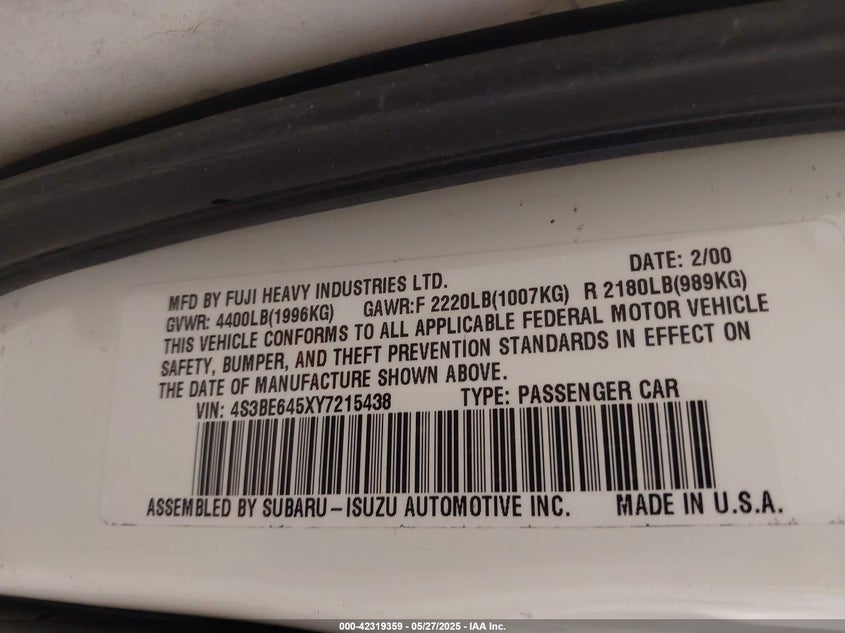 DATE: 2/00
MFD BY FUJI HEAVY INDUSTRIES LTD.
GVWR: 4400LB(1996KG) GAWR:F 2220LB(1007KG) R 2180LB(989KG)
THIS VEHICLE CONFORMS TO ALL APPLICABLE FEDERAL MOTOR VEHICLE
SAFETY, BUMPER, AND THEFT PREVENTION STANDARDS IN EFFECT ON
THE DATE OF MANUFACTURE SHOWN ABOVE.
VIN: 4S3BE645XY7215438 TYPE: PASSENGER CAR
ASSEMBLED BY SUBARU-ISUZU AUTOMOTIVE INC. MADE IN U.S.A.
000-42319359 - 05/27/2025 - IAA Inc.